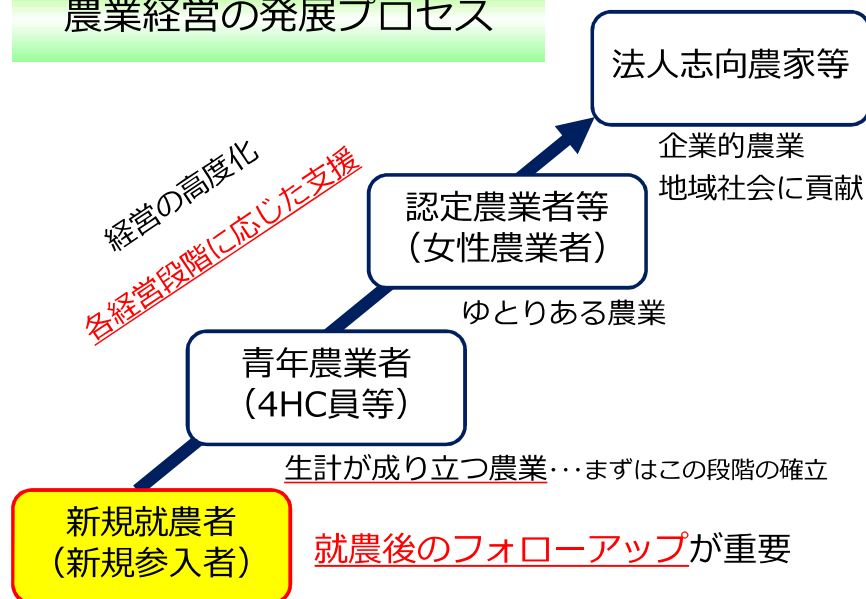 農業経営の発展プロセス
法人志向農家等
企業的農業
地域社会に貢献
経営の高度化
各経営段階に応じた支援
認定農業者等
（女性農業者）
ゆとりある農業
青年農業者
（4HC員等）
生計が成り立つ農業･･･まずはこの段階の確立
新規就農者
（新規参入者）
就農後のフォローアップが重要